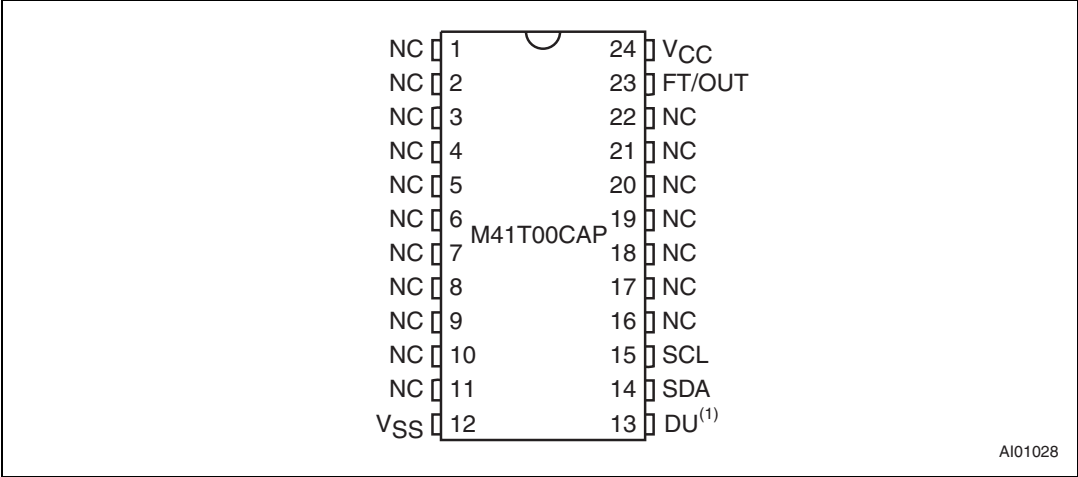 NC 1 24 VCC
NC 2 23 FT/OUT
NC 3 22 NC
NC 4 21 NC
NC 5 20 NC
NC 6 19 NC
M41T00CAP
NC 7 18 NC
NC 8 17 NC
NC 9 16 NC
NC 10 15 SCL
NC 11 14 SDA
VSS 12 13 DU(1)
AI01028